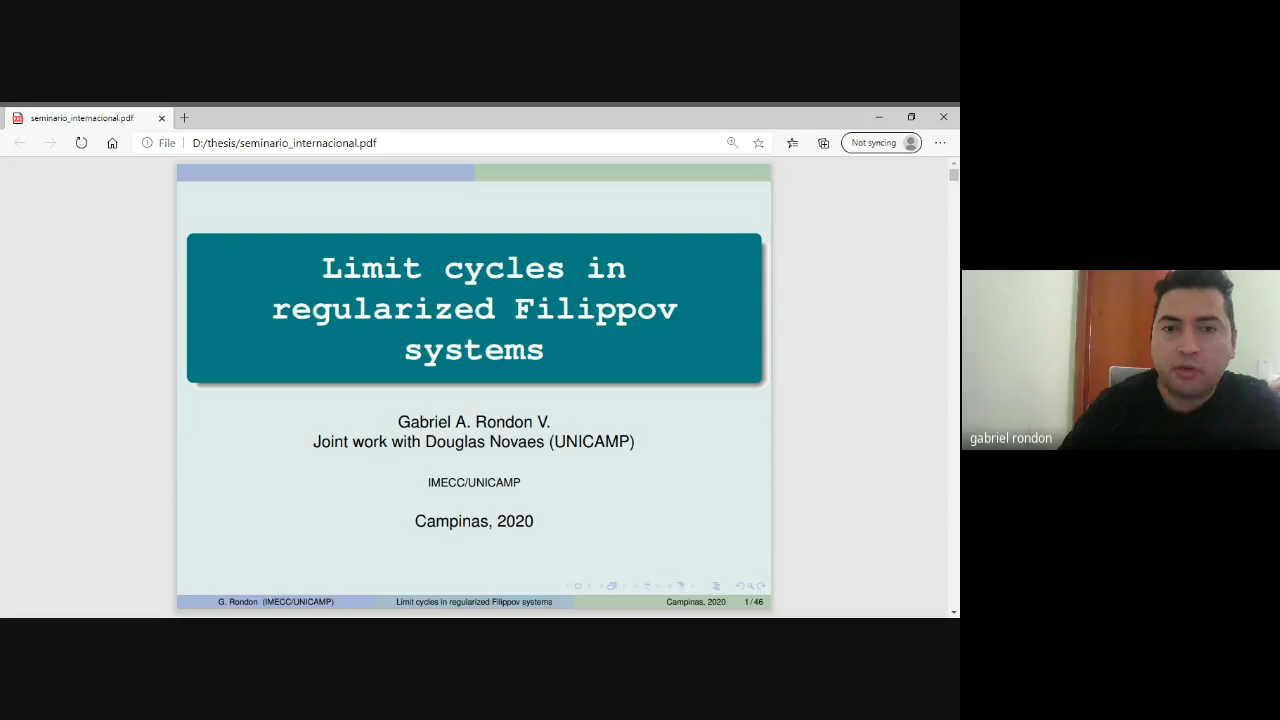 seminario_internacional.pdf
File
D:/thesis/seminario_internacional.pdf
Not syncing
Limit cycles in
regularized Filippov
systems
Gabriel A. Rondon V.
Joint work with Douglas Novaes (UNICAMP)
IMECC/UNICAMP
Campinas, 2020
G. Rondon (IMECC/UNICAMP)
Limit cycles in regularized Filippov systems
Campinas, 2020
1/46
gabriel rondon